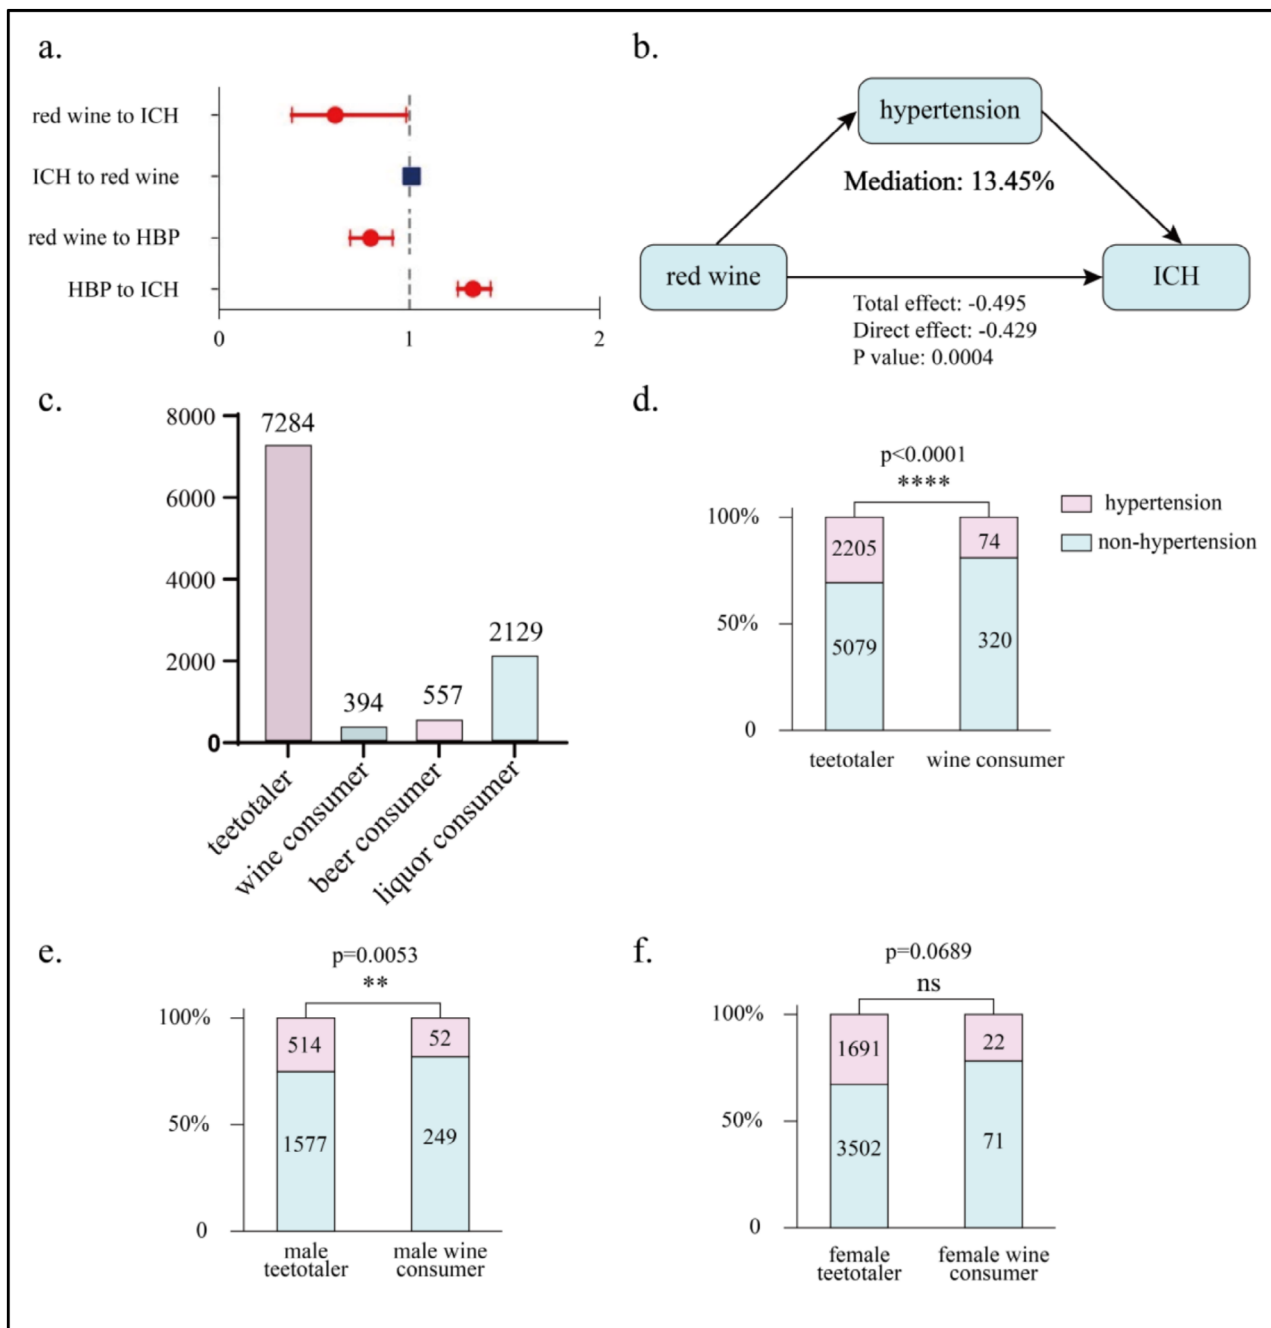 a.
red wine to ICH
ICH to red wine
red wine to HBP
HBP to ICH
0
1
2
b.
hypertension
Mediation: 13.45%
red wine
ICH
Total effect: -0.495
Direct effect: -0.429
P value: 0.0004
c.
8000
6000
4000
2000
0
7284
394
557
2129
teetotaler
wine consumer
beer consumer
liquor consumer
d.
p<0.0001
****
100%
50%
0
2205
5079
74
320
teetotaler
wine consumer
hypertension
non-hypertension
e.
p=0.0053
**
100%
50%
0
514
1577
52
249
male
teetotaler
male wine
consumer
f.
p=0.0689
ns
100%
50%
0
1691
3502
22
71
female
teetotaler
female wine
consumer